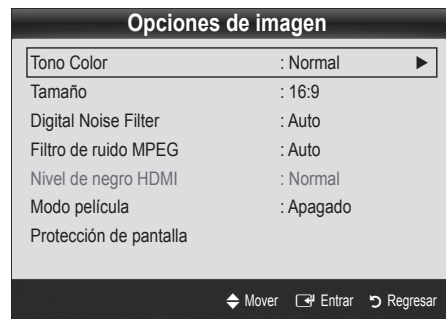 Opciones de imagen
Tono Color : Normal ►
Tamaño : 16:9
Digital Noise Filter : Auto
Filtro de ruido MPEG : Auto
Nivel de negro HDMI : Normal
Modo película : Apagado
Protección de pantalla
Mover Entrar Regresar